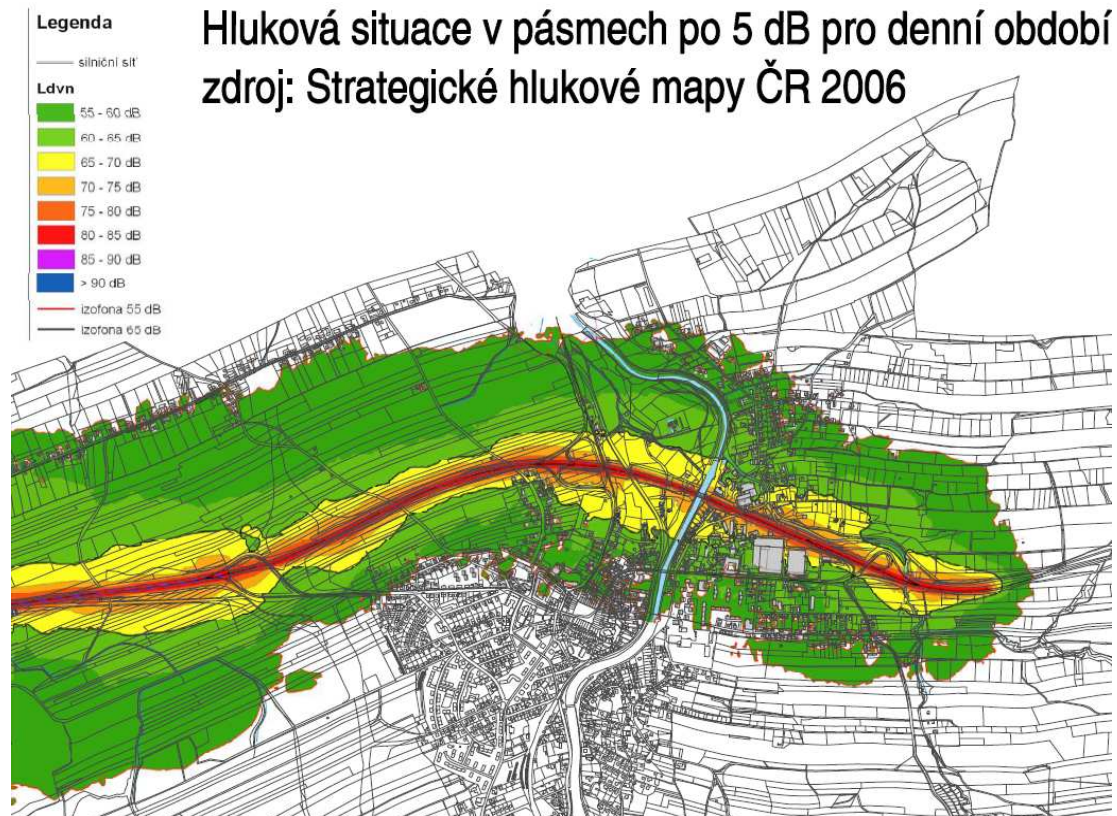 Hluková situace v pásmech po 5 dB pro denní období
zdroj: Strategické hlukové mapy ČR 2006
Legenda
silniční síť
Ldvn
55 - 60 dB
60 - 65 dB
65 - 70 dB
70 - 75 dB
75 - 80 dB
80 - 85 dB
85 - 90 dB
> 90 dB
izofona 55 dB
izofona 65 dB